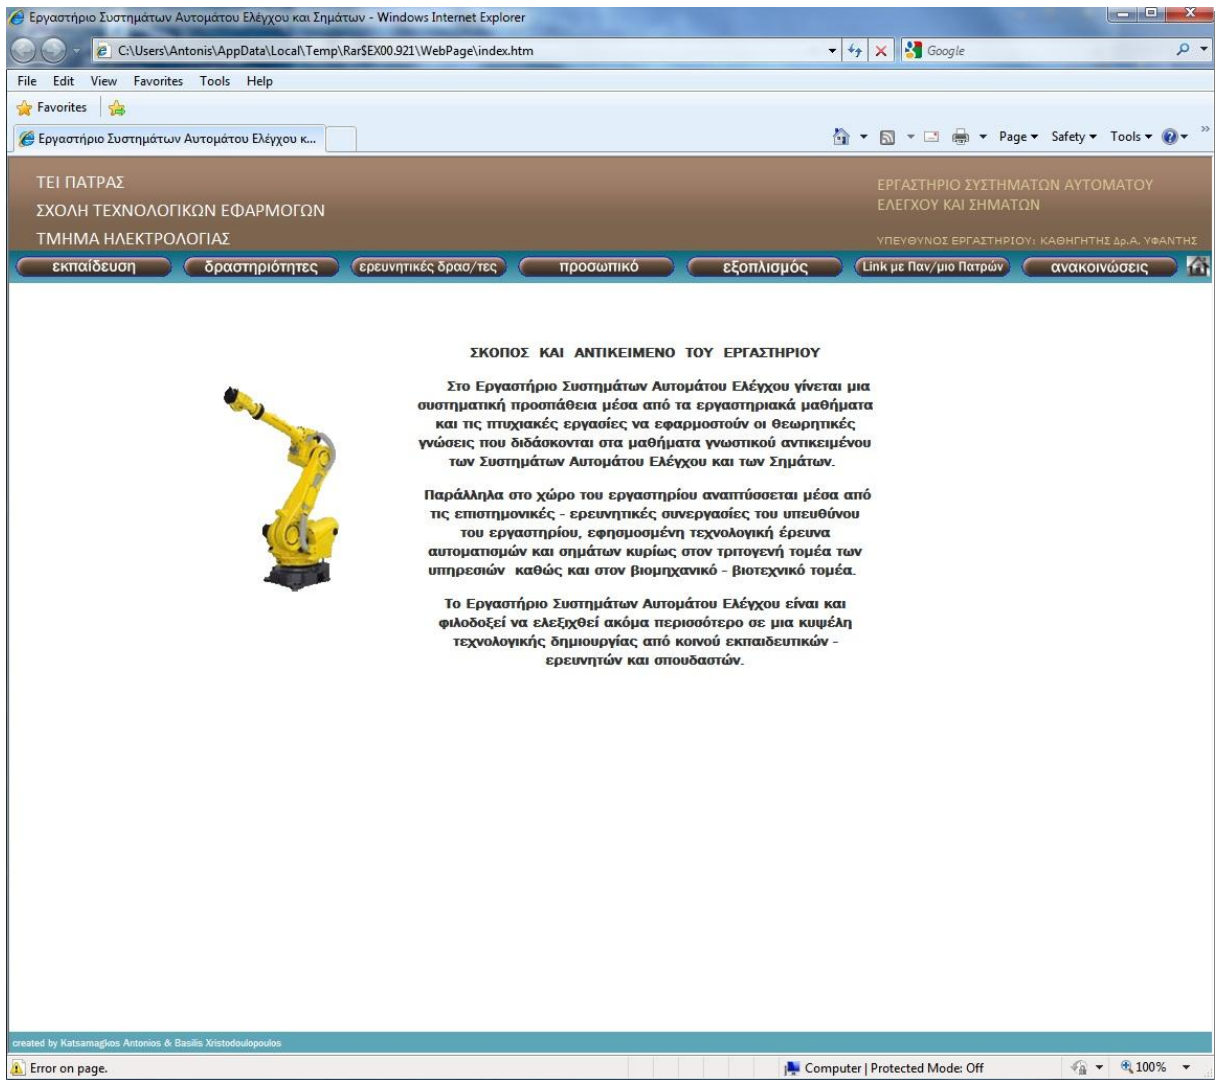 Εργαστήριο Συστημάτων Αυτομάτου Ελέγχου και Σημάτων - Windows Internet Explorer
C:\Users\Antonis\AppData\Local\Temp\Rar$EX00.921\WebPage\index.htm
Google
File Edit View Favorites Tools Help
Favorites
Εργαστήριο Συστημάτων Αυτομάτου Ελέγχου κ...
Page Safety Tools
ΤΕΙ ΠΑΤΡΑΣ
ΣΧΟΛΗ ΤΕΧΝΟΛΟΓΙΚΩΝ ΕΦΑΡΜΟΓΩΝ
ΤΜΗΜΑ ΗΛΕΚΤΡΟΛΟΓΙΑΣ
ΕΡΓΑΣΤΗΡΙΟ ΣΥΣΤΗΜΑΤΩΝ ΑΥΤΟΜΑΤΟΥ
ΕΛΕΓΧΟΥ ΚΑΙ ΣΗΜΑΤΩΝ
ΥΠΕΥΘΥΝΟΣ ΕΡΓΑΣΤΗΡΙΟΥ: ΚΑΘΗΓΗΤΗΣ Δρ.Α. ΥΦΑΝΤΗΣ
εκπαίδευση δραστηριότητες ερευνητικές δρασ/τες προσωπικό εξοπλισμός Link με Παν/μιο Πατρών ανακοινώσεις
ΣΚΟΠΟΣ ΚΑΙ ΑΝΤΙΚΕΙΜΕΝΟ ΤΟΥ ΕΡΓΑΣΤΗΡΙΟΥ
Στο Εργαστήριο Συστημάτων Αυτομάτου Ελέγχου γίνεται μια
συστηματική προσπάθεια μέσα από τα εργαστηριακά μαθήματα
και τις πτυχιακές εργασίες να εφαρμοστούν οι θεωρητικές
γνώσεις που διδάσκονται στα μαθήματα γνωστικού αντικειμένου
των Συστημάτων Αυτομάτου Ελέγχου και των Σημάτων.
Παράλληλα στο χώρο του εργαστηρίου αναπτύσσεται μέσα από
τις επιστημονικές - ερευνητικές συνεργασίες του υπευθύνου
του εργαστηρίου, εφησμοσμένη τεχνολογική έρευνα
αυτοματισμών και σημάτων κυρίως στον τριτογενή τομέα των
υπηρεσιών καθώς και στον βιομηχανικό - βιοτεχνικό τομέα.
Το Εργαστήριο Συστημάτων Αυτομάτου Ελέγχου είναι και
φιλοδοξεί να ελεξιχθεί ακόμα περισσότερο σε μια κυψέλη
τεχνολογικής δημιουργίας από κοινού εκπαιδευτικών -
ερευνητών και σπουδαστών.
created by Katsamagkos Antonios & Basilis Xristodoulopoulos
Error on page.
Computer | Protected Mode: Off
100%